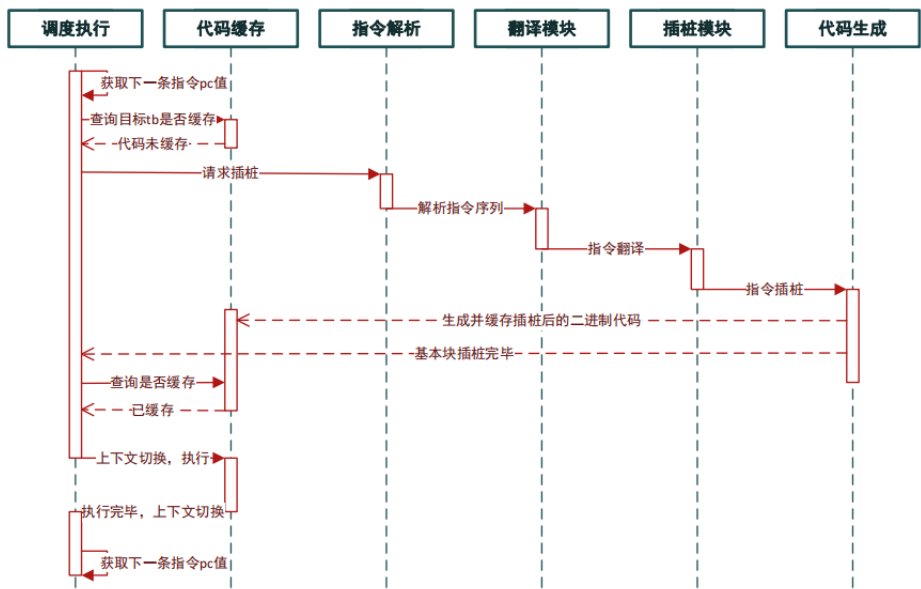 调度执行
代码缓存
指令解析
翻译模块
插桩模块
代码生成
获取下一条指令pc值
查询目标tb是否缓存
代码未缓存
请求插桩
解析指令序列
指令翻译
指令插桩
生成并缓存插桩后的二进制代码
基本块插桩完毕
查询是否缓存
已缓存
上下文切换，执行
执行完毕，上下文切换
获取下一条指令pc值